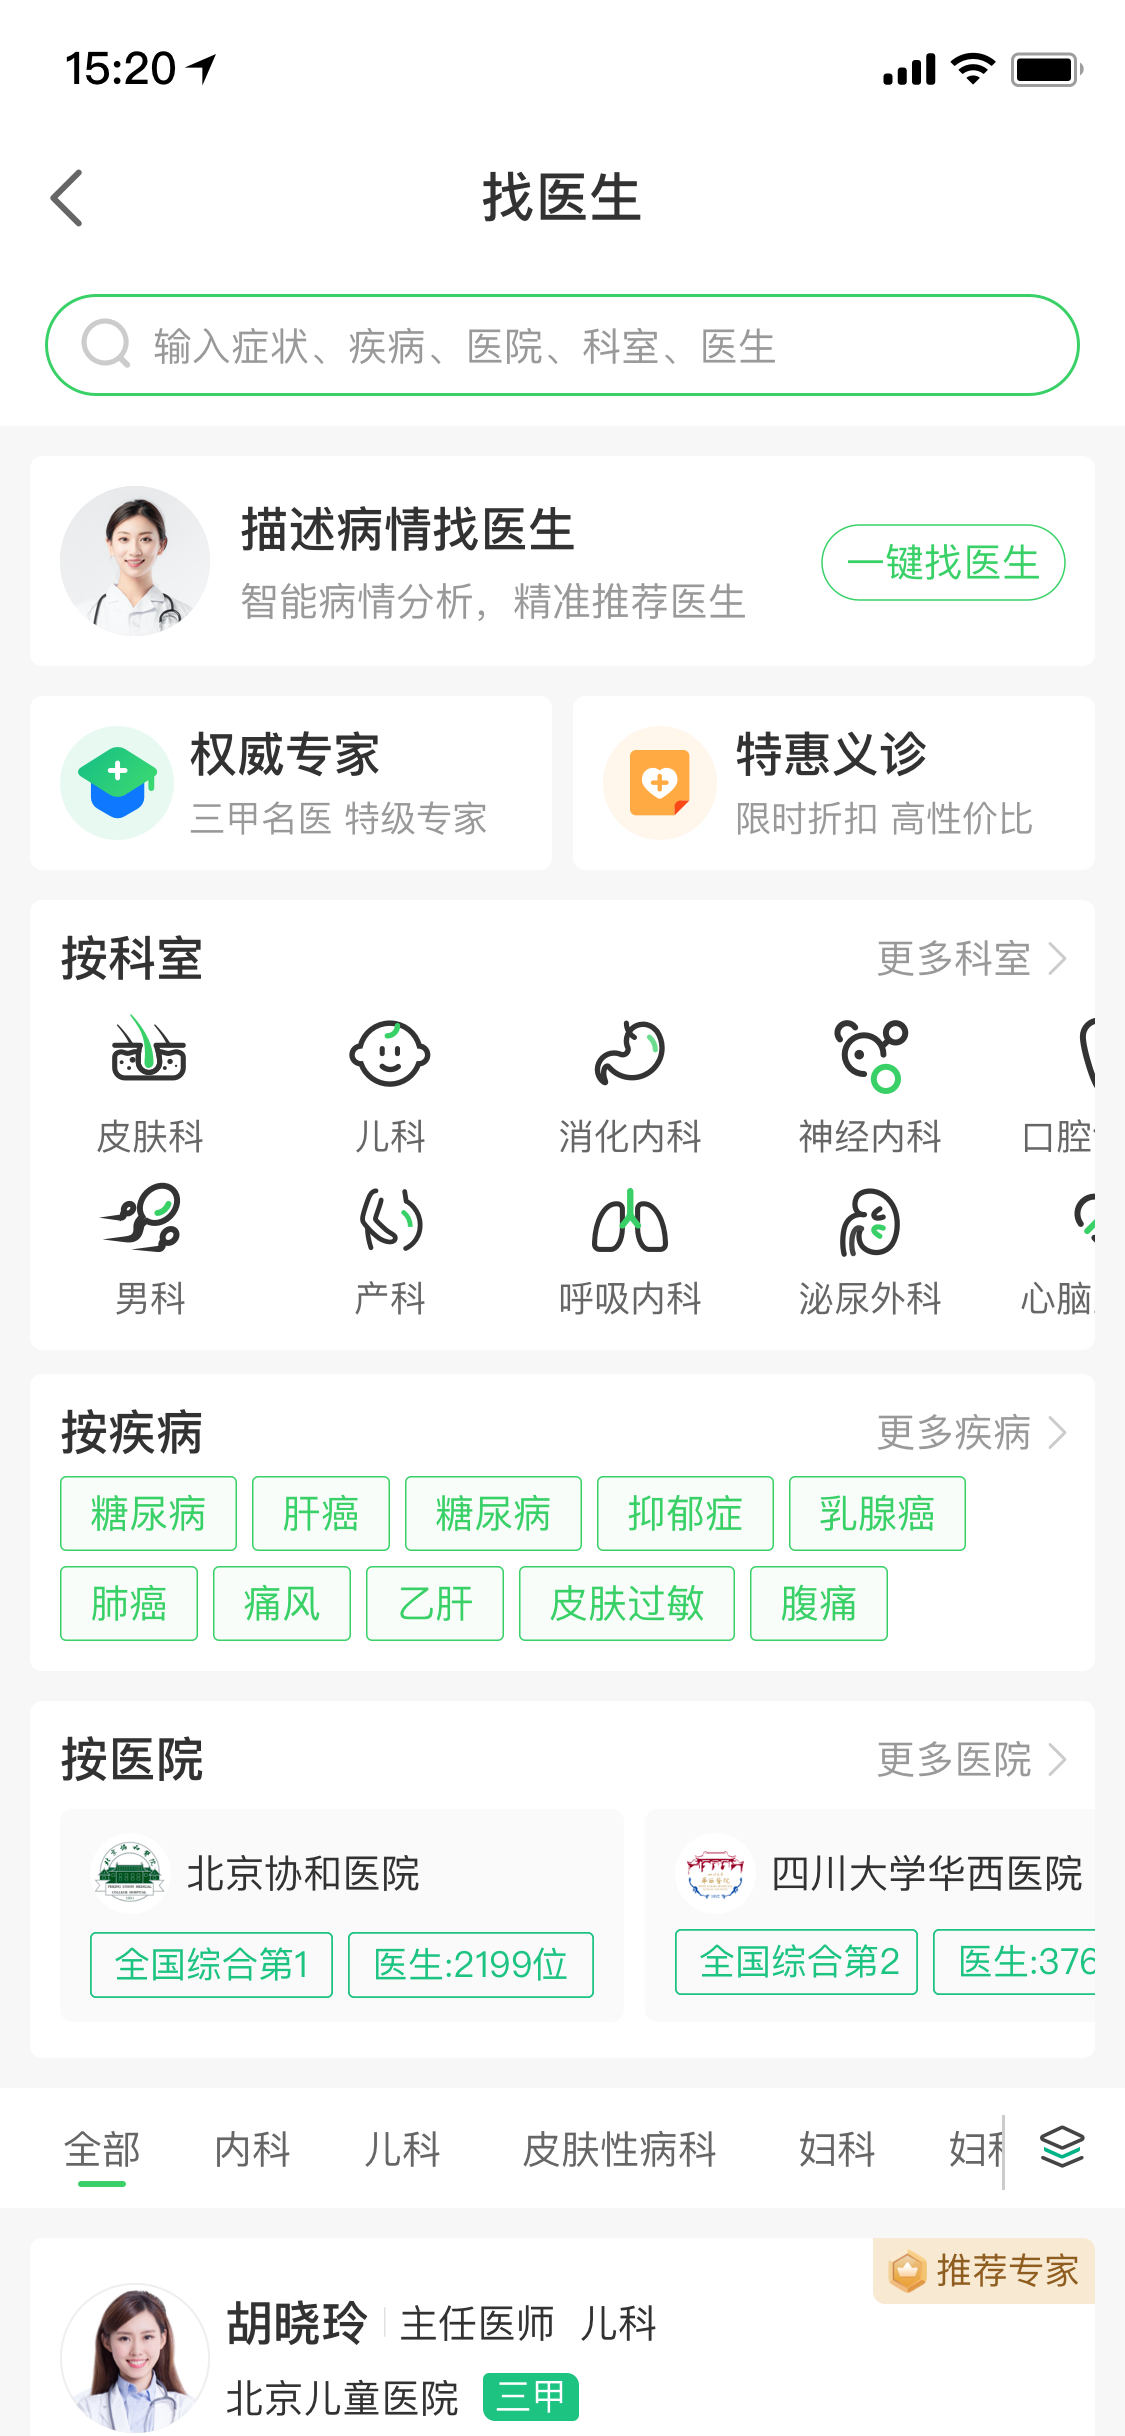 15:20
找医生
输入症状、疾病、医院、科室、医生
描述病情找医生
智能病情分析，精准推荐医生
一键找医生
权威专家
三甲名医 特级专家
特惠义诊
限时折扣 高性价比
按科室
更多科室
皮肤科 儿科 消化内科 神经内科 口腔
男科 产科 呼吸内科 泌尿外科 心脑
按疾病
更多疾病
糖尿病 肝癌 糖尿病 抑郁症 乳腺癌
肺癌 痛风 乙肝 皮肤过敏 腹痛
按医院
更多医院
北京协和医院
全国综合第1 医生:2199位
四川大学华西医院
全国综合第2 医生:376
全部 内科 儿科 皮肤性病科 妇科 妇科
推荐专家
胡晓玲 主任医师 儿科
北京儿童医院 三甲